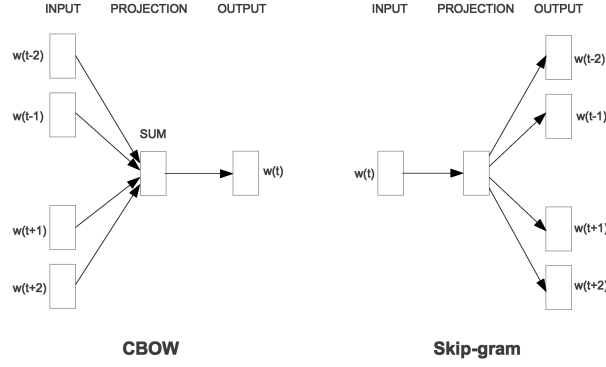 INPUT PROJECTION OUTPUT
w(t-2)
w(t-1)
SUM
w(t)
w(t+1)
w(t+2)
CBOW
INPUT PROJECTION OUTPUT
w(t-2)
w(t-1)
w(t)
w(t+1)
w(t+2)
Skip-gram